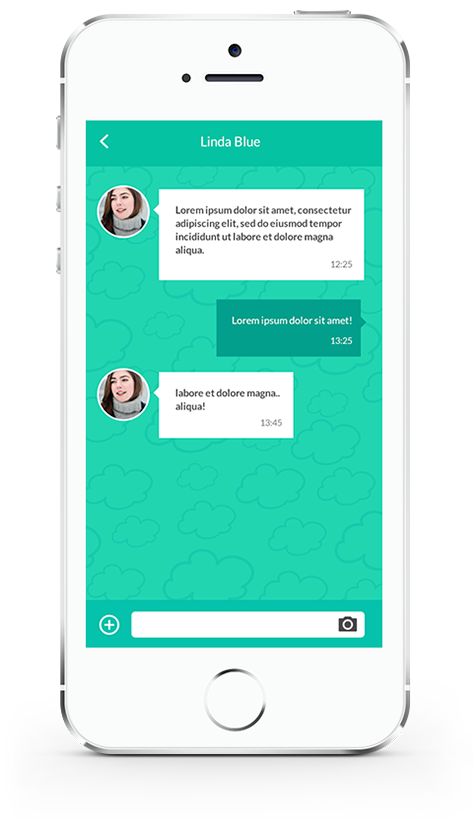 Linda Blue
Lorem ipsum dolor sit amet, consectetur
adipiscing elit, sed do eiusmod tempor
incididunt ut labore et dolore magna
aliqua.
12:25
Lorem ipsum dolor sit amet!
13:25
labore et dolore magna..
aliqua!
13:45